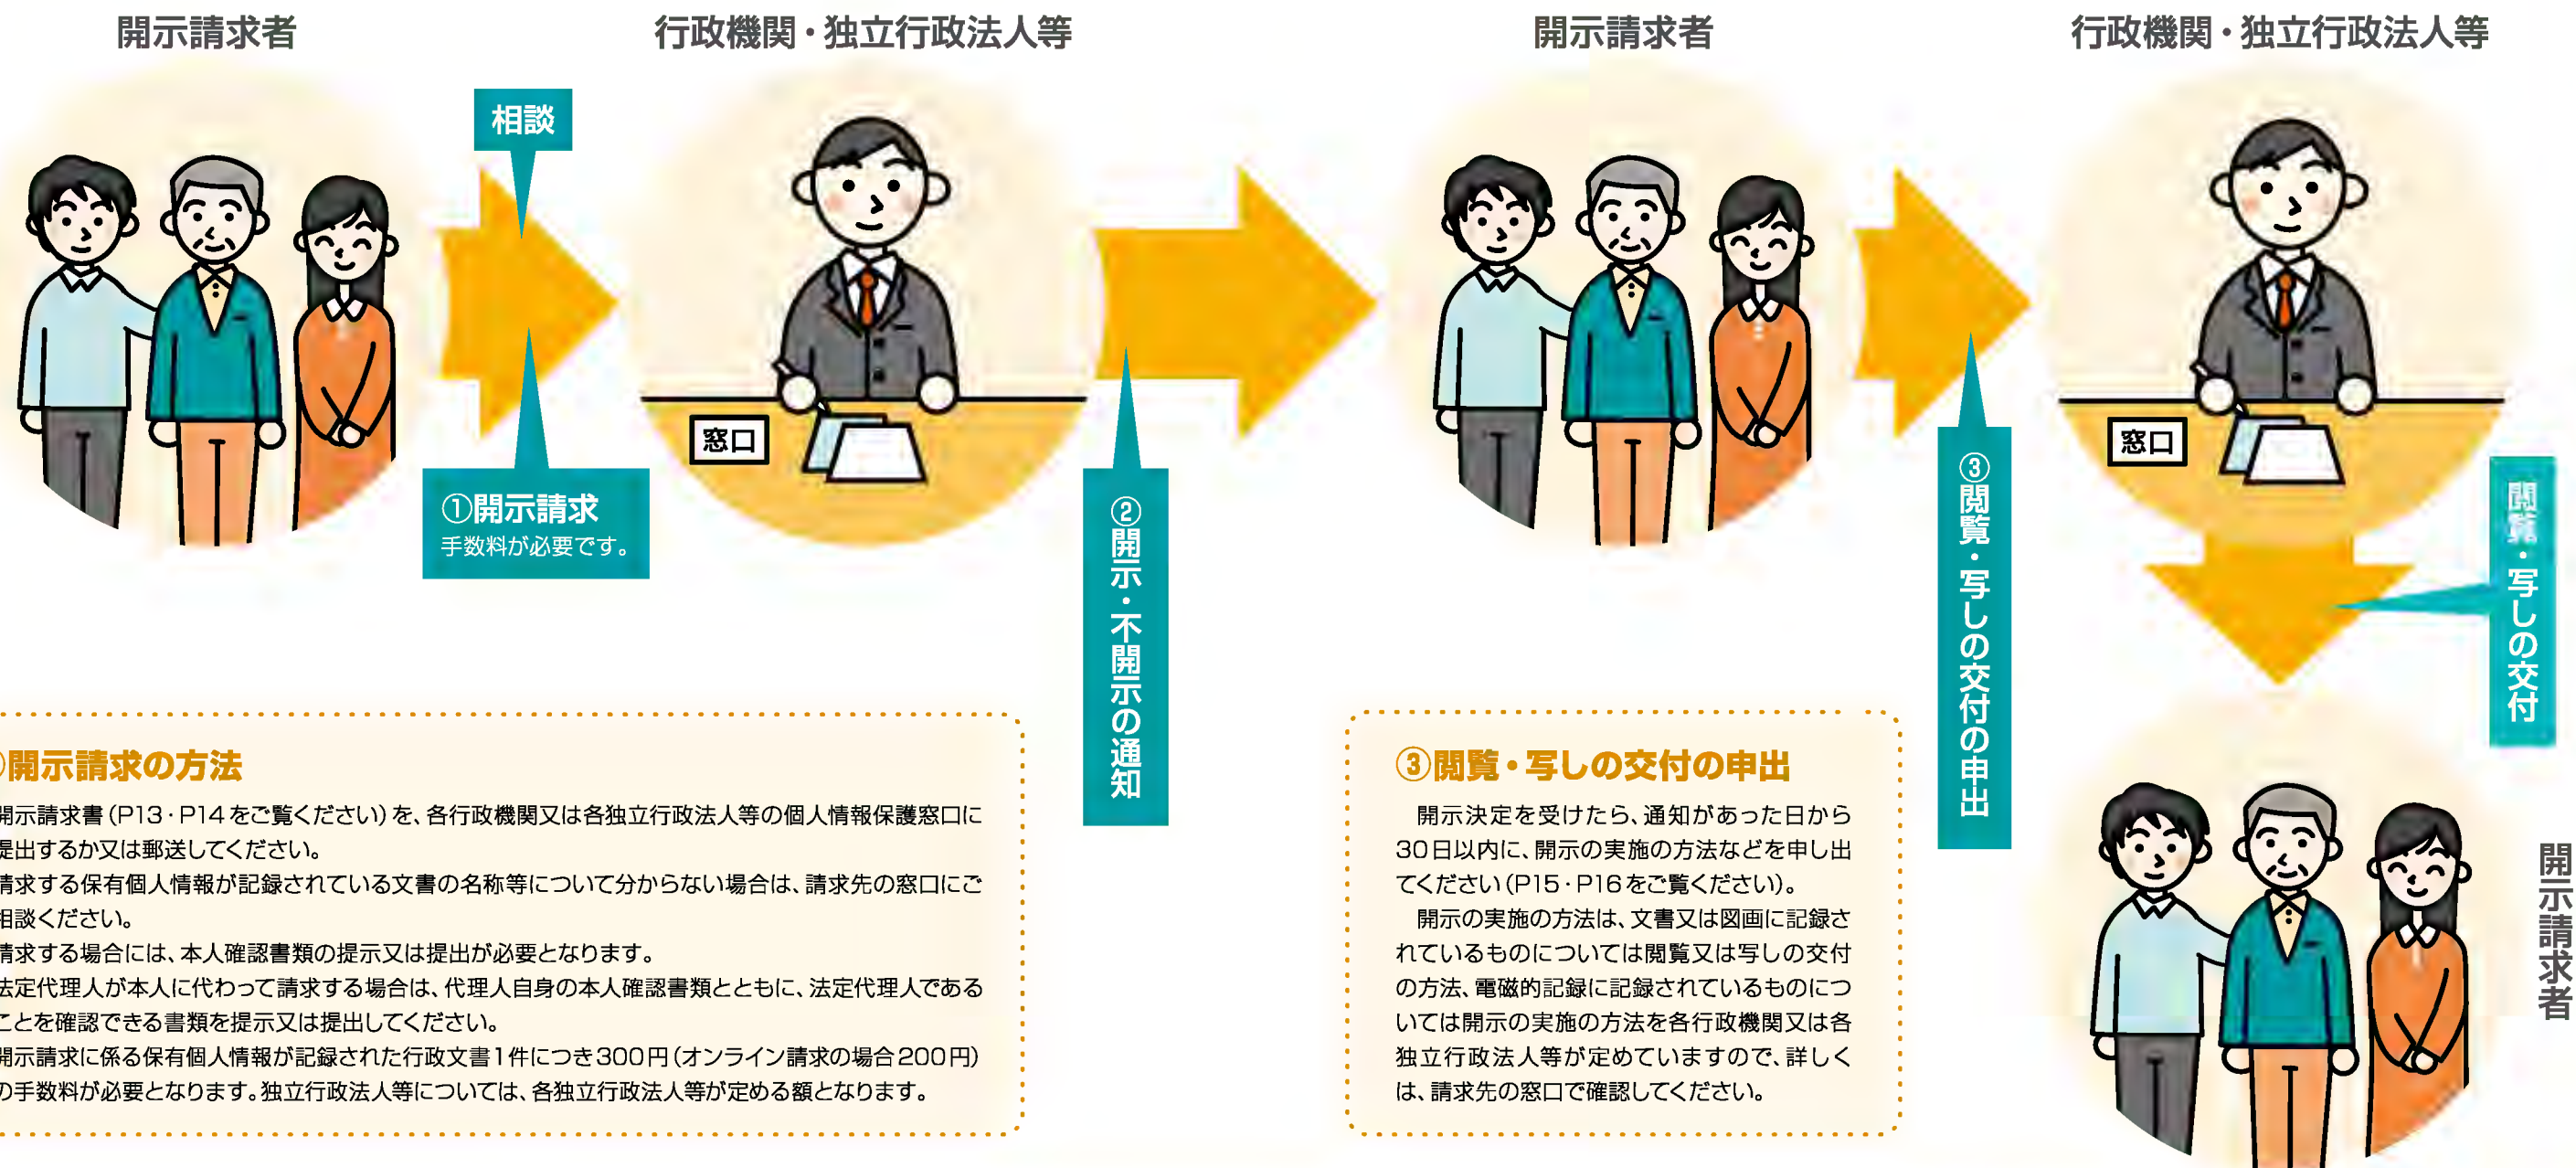 開示請求者
行政機関・独立行政法人等
開示請求者
行政機関・独立行政法人等
相談
窓口
①開示請求
手数料が必要です。
②開示・不開示の通知
窓口
③閲覧・写しの交付の申出
閲覧・写しの交付
開示請求者
開示請求の方法
開示請求書(P13・P14をご覧ください)を、各行政機関又は各独立行政法人等の個人情報保護窓口に
提出するか又は郵送してください。
請求する保有個人情報が記録されている文書の名称等について分からない場合は、請求先の窓口にご
相談ください。
請求する場合には、本人確認書類の提示又は提出が必要となります。
法定代理人が本人に代わって請求する場合は、代理人自身の本人確認書類とともに、法定代理人である
ことを確認できる書類を提示又は提出してください。
開示請求に係る保有個人情報が記録された行政文書1件につき300円(オンライン請求の場合200円)
の手数料が必要となります。独立行政法人等については、各独立行政法人等が定める額となります。
③閲覧・写しの交付の申出
開示決定を受けたら、通知があった日から
30日以内に、開示の実施の方法などを申し出
てください(P15・P16をご覧ください)。
開示の実施の方法は、文書又は図画に記録さ
れているものについては閲覧又は写しの交付
の方法、電磁的記録に記録されているものにつ
いては開示の実施の方法を各行政機関又は各
独立行政法人等が定めていますので、詳しく
は、請求先の窓口で確認してください。